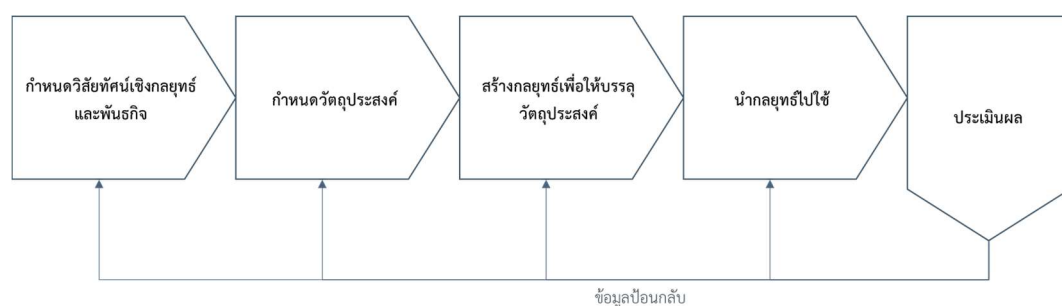 กำหนดวิสัยทัศน์เชิงกลยุทธ์
และพันธกิจ
กำหนดวัตถุประสงค์
สร้างกลยุทธ์เพื่อให้บรรลุ
วัตถุประสงค์
นำกลยุทธ์ไปใช้
ประเมินผล
ข้อมูลป้อนกลับ